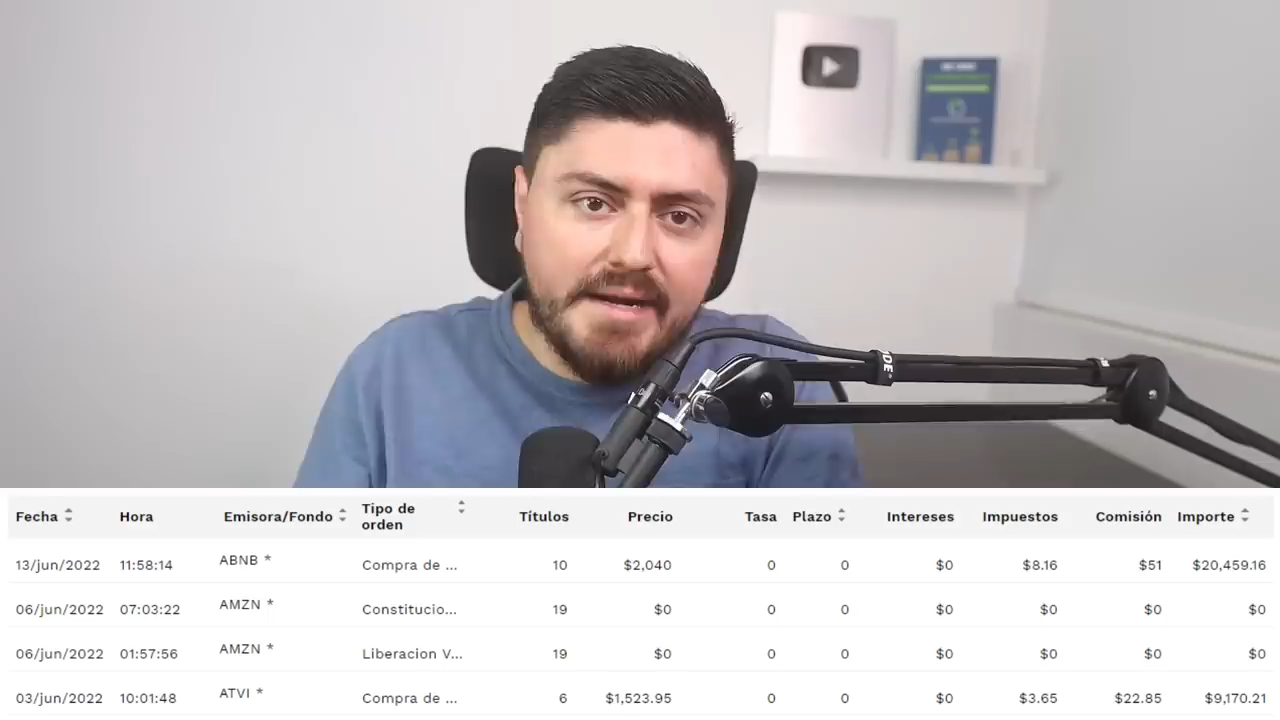 DE
Fecha Hora Emisora/Fondo Tipo de orden Títulos Precio Tasa Plazo Intereses Impuestos Comisión Importe
13/jun/2022 11:58:14 ABNB * Compra de ... 10 $2,040 0 0 $0 $8.16 $51 $20,459.16
06/jun/2022 07:03:22 AMZN * Constitucio... 19 $0 0 0 $0 $0 $0 $0
06/jun/2022 01:57:56 AMZN * Liberacion V... 19 $0 0 0 $0 $0 $0 $0
03/jun/2022 10:01:48 ATVI * Compra de ... 6 $1,523.95 0 0 $0 $3.65 $22.85 $9,170.21